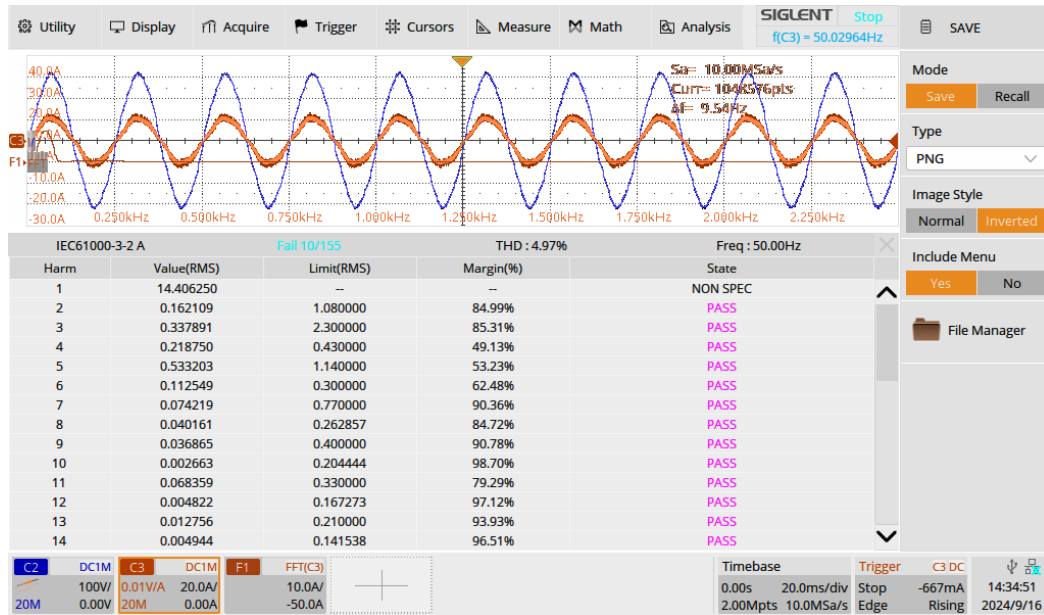 Utility Display Acquire Trigger Cursors Measure Math Analysis
SIGLENT Stop
f(C3) = 50.02964Hz
SAVE
Mode
Save Recall
Type
PNG
Image Style
Normal Inverted
Include Menu
Yes No
File Manager
40.0A
30.0A
20.0A
-10.0A
-20.0A
-30.0A
C3
F1
Sa= 10.00MSa/s
Curr= 1048576pts
Δf= 9.54Hz
0.250kHz 0.500kHz 0.750kHz 1.000kHz 1.250kHz 1.500kHz 1.750kHz 2.000kHz 2.250kHz
IEC61000-3-2 A Fail 10/155 THD : 4.97% Freq : 50.00Hz
Harm Value(RMS) Limit(RMS) Margin(%) State
1 14.406250 -- -- NON SPEC
2 0.162109 1.080000 84.99% PASS
3 0.337891 2.300000 85.31% PASS
4 0.218750 0.430000 49.13% PASS
5 0.533203 1.140000 53.23% PASS
6 0.112549 0.300000 62.48% PASS
7 0.074219 0.770000 90.36% PASS
8 0.040161 0.262857 84.72% PASS
9 0.036865 0.400000 90.78% PASS
10 0.002663 0.204444 98.70% PASS
11 0.068359 0.330000 79.29% PASS
12 0.004822 0.167273 97.12% PASS
13 0.012756 0.210000 93.93% PASS
14 0.004944 0.141538 96.51% PASS
C2 DC1M
100V/
20M 0.00V
C3 DC1M
0.01V/A 20.0A/
20M 0.00A
F1 FFT(C3)
10.0A/
-50.0A
Timebase
0.00s 20.0ms/div
2.00Mpts 10.0MSa/s
Trigger C3 DC
Stop -667mA
Edge Rising
14:34:51
2024/9/16